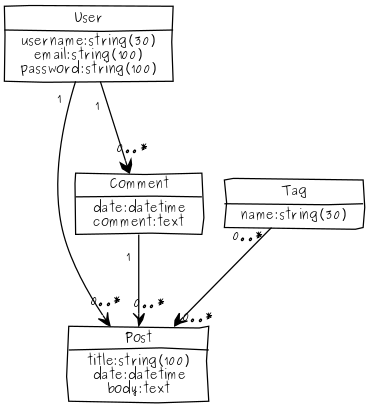 User
username:string(30)
email:string(100)
password:string(100)
1
1
0..*
Comment
date:datetime
comment:text
Tag
name:string(30)
0..*
1
0..*
0..*
0..*
Post
title:string(100)
date:datetime
body:text